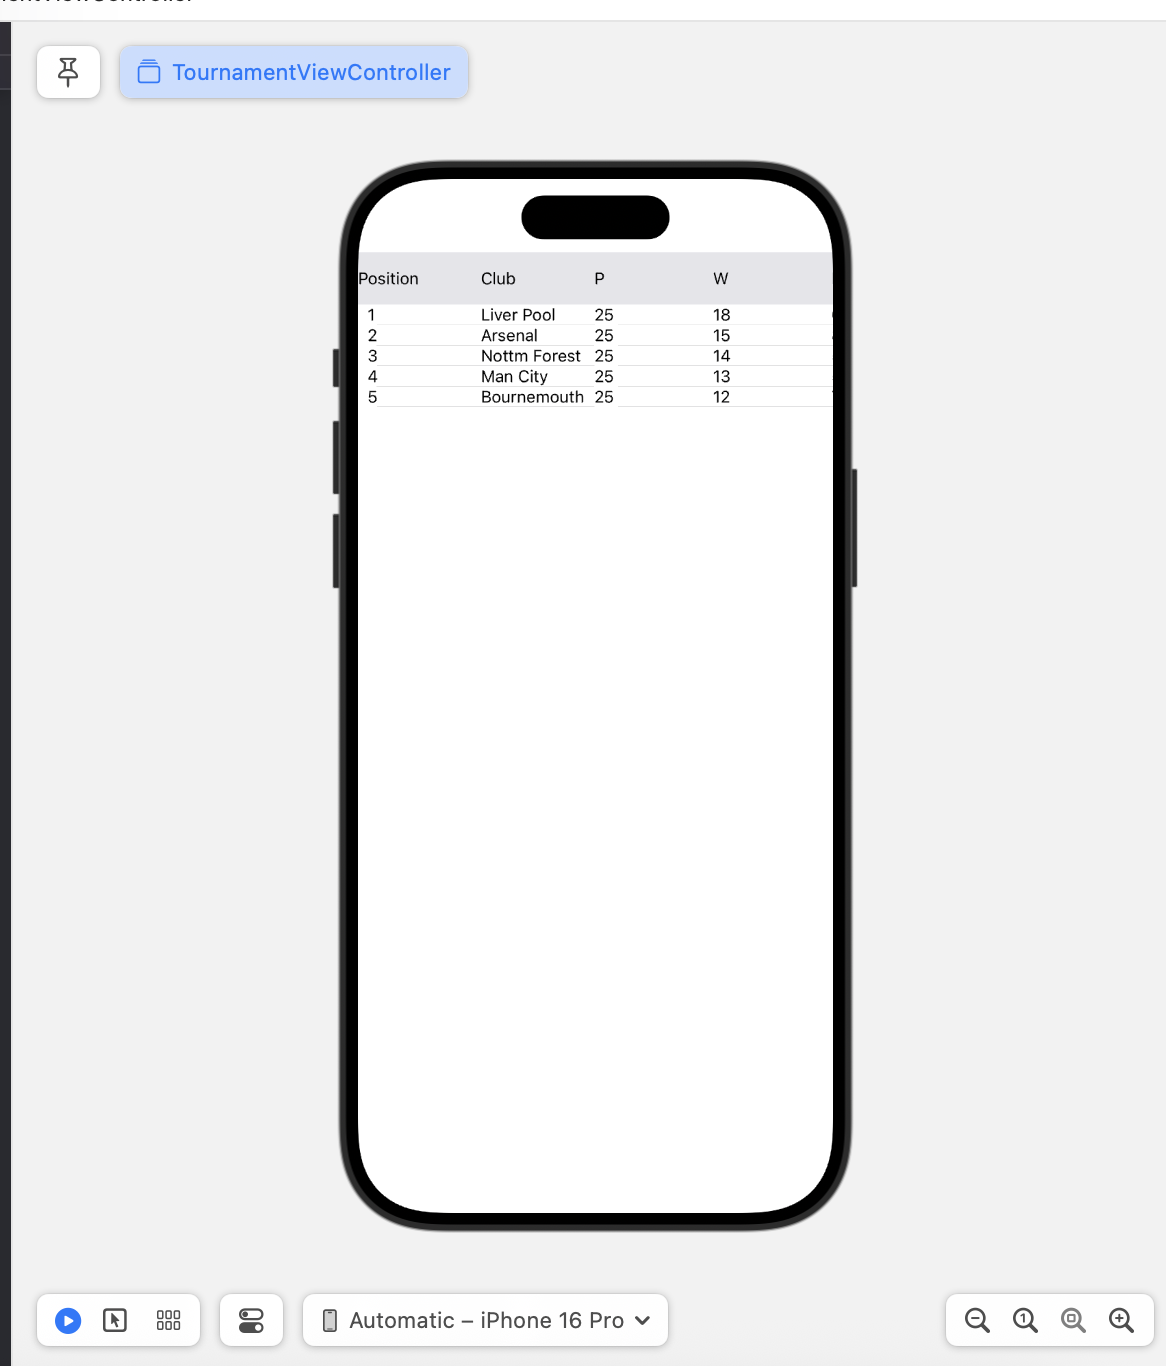 TournamentViewController
Position Club P W
1 Liver Pool 25 18
2 Arsenal 25 15
3 Nottm Forest 25 14
4 Man City 25 13
5 Bournemouth 25 12
Automatic – iPhone 16 Pro